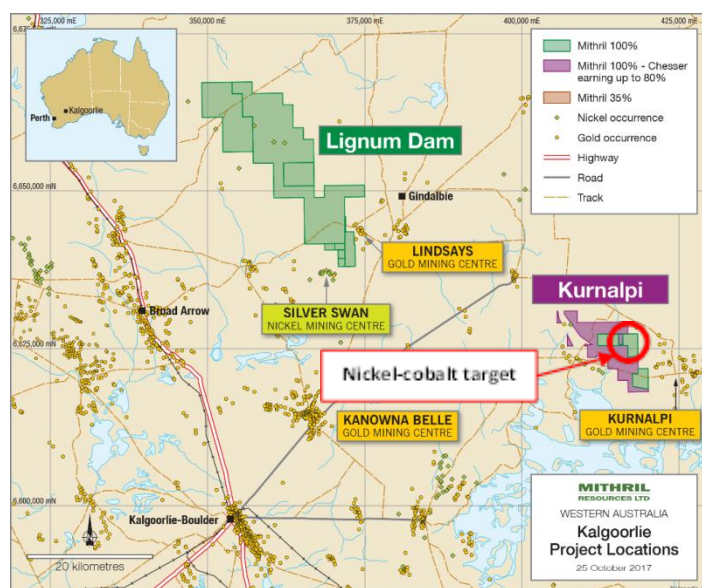 325,000 mE
350,000 mE
375,000 mE
400,000 mE
425,000 mE
6,675,000 mN
Kalgoorlie
Perth
Mithril 100%
Mithril 100% - Chesser
earning up to 80%
Mithril 35%
Nickel occurrence
Gold occurrence
Highway
Road
Track
Lignum Dam
6,650,000 mN
Gindalbie
LINDSAYS
GOLD MINING CENTRE
SILVER SWAN
NICKEL MINING CENTRE
Kurnalpi
Broad Arrow
6,625,000 mN
Nickel-cobalt target
KANOWNA BELLE
GOLD MINING CENTRE
KURNALPI
GOLD MINING CENTRE
6,600,000 mN
Kalgoorlie-Boulder
20 kilometres
MITHRIL
RESOURCES LTD
WESTERN AUSTRALIA
Kalgoorlie
Project Locations
25 October 2017